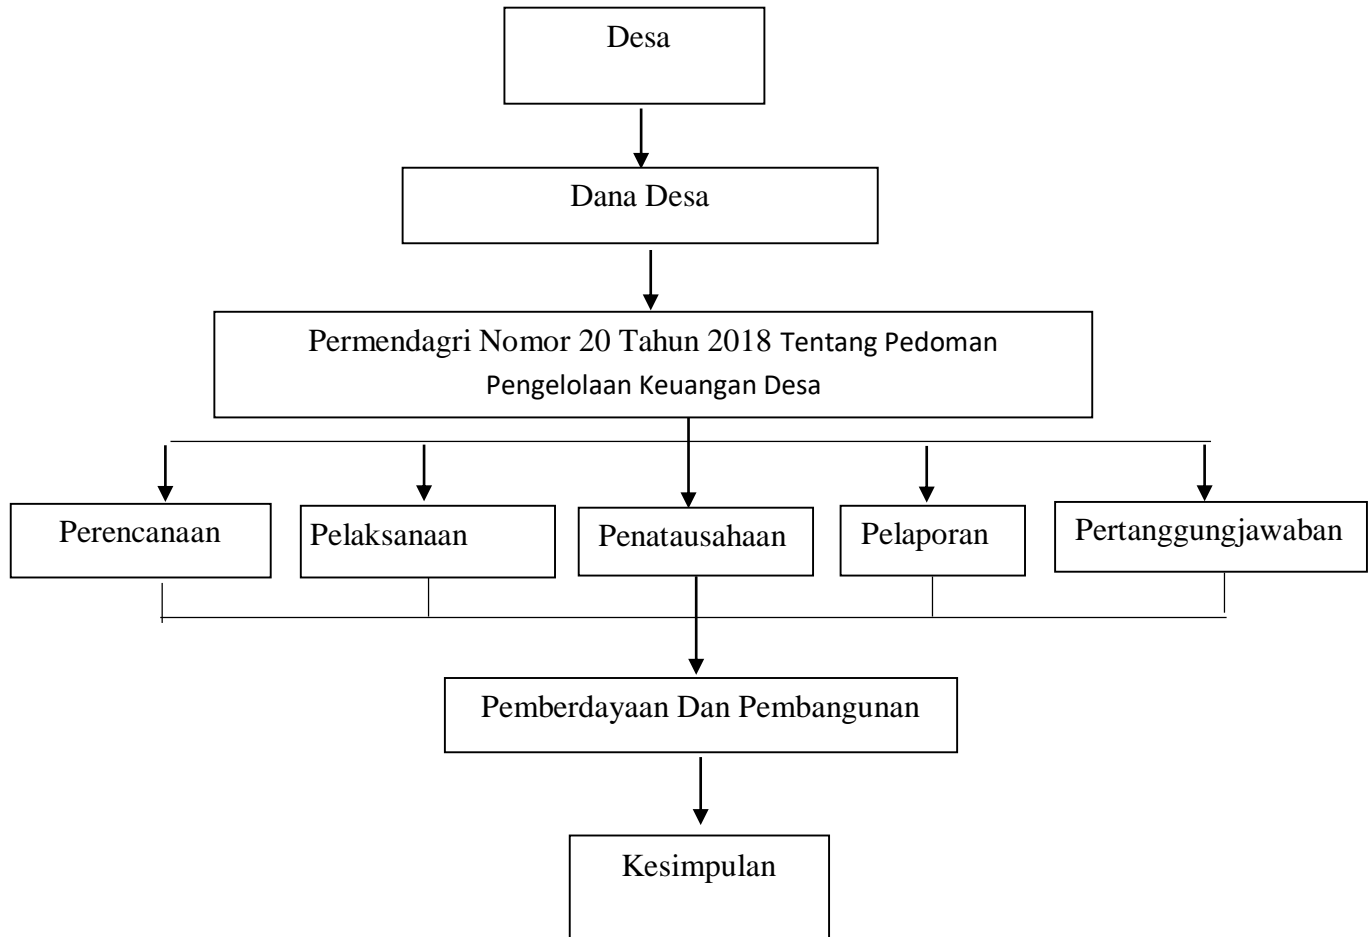 Desa
Dana Desa
Permendagri Nomor 20 Tahun 2018 Tentang Pedoman
Pengelolaan Keuangan Desa
Perencanaan
Pelaksanaan
Penatausahaan
Pelaporan
Pertanggungjawaban
Pemberdayaan Dan Pembangunan
Kesimpulan